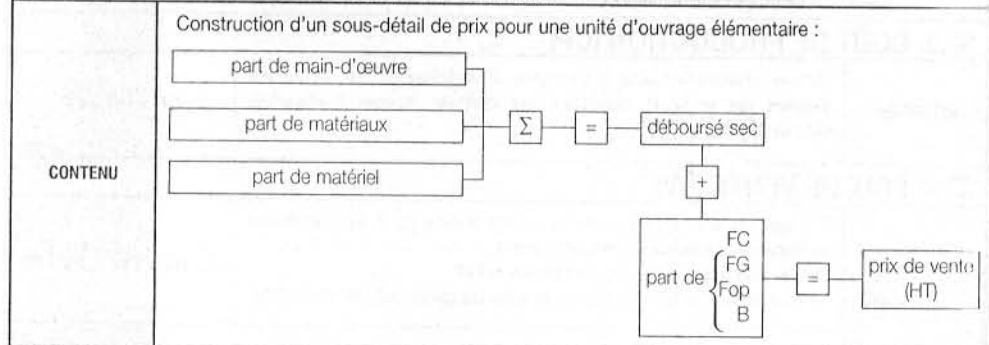 Construction d'un sous-détail de prix pour une unité d'ouvrage élémentaire :
part de main-d'œuvre
part de matériaux
Σ
=
déboursé sec
CONTENU
part de matériel
+
part de
FC
FG
Fop
B
=
prix de vente
(HT)